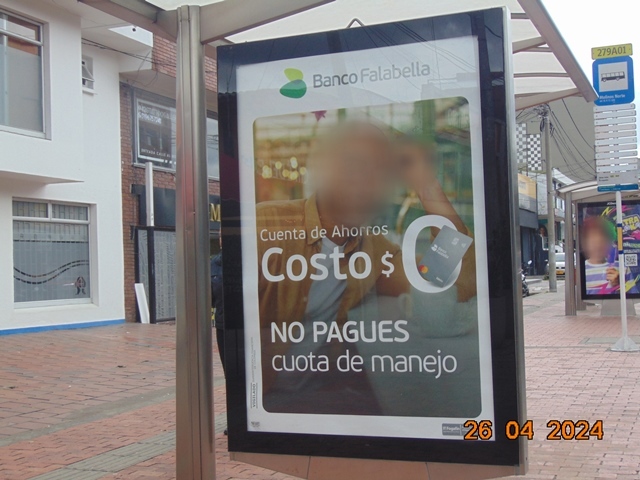 Banco Falabella
Cuenta de Ahorros
Costo $0
NO PAGUES
cuota de manejo
279A01
26 04 2024